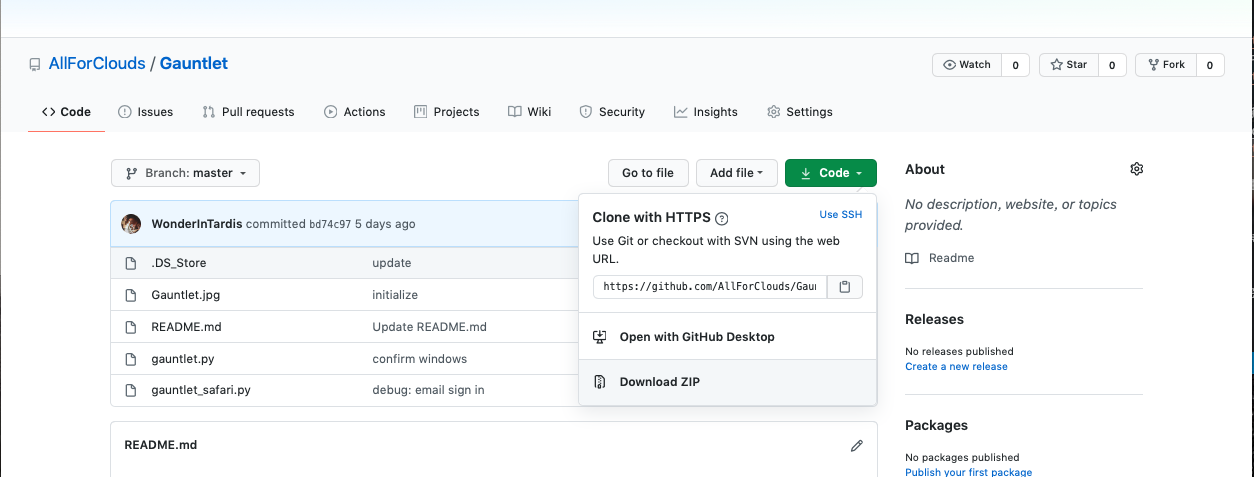 AllForClouds / Gauntlet
Watch 0 Star 0 Fork 0
Code Issues Pull requests Actions Projects Wiki Security Insights Settings
Branch: master Go to file Add file Code
WonderInTardis committed bd74c97 5 days ago
.DS_Store update
Gauntlet.jpg initialize
README.md Update README.md
gauntlet.py confirm windows
gauntlet_safari.py debug: email sign in
Clone with HTTPS Use SSH
Use Git or checkout with SVN using the web
URL.
https://github.com/AllForClouds/Gaun
Open with GitHub Desktop
Download ZIP
README.md
About
No description, website, or topics
provided.
Readme
Releases
No releases published
Create a new release
Packages
No packages published
Publish your first package